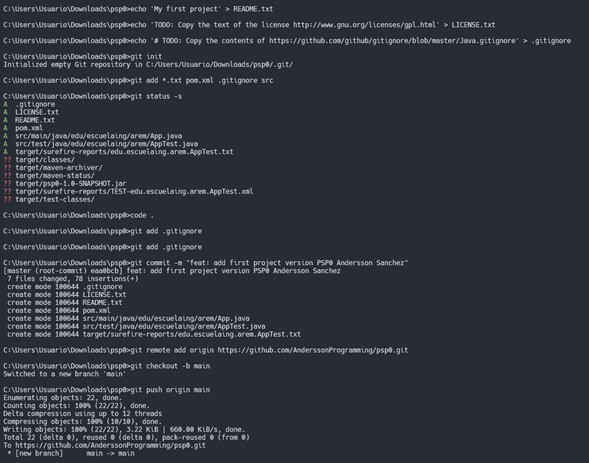 C:\Users\Usuario\Downloads\psp0>echo 'My first project' > README.txt
C:\Users\Usuario\Downloads\psp0>echo 'TODO: Copy the text of the license http://www.gnu.org/licenses/gpl.html' > LICENSE.txt
C:\Users\Usuario\Downloads\psp0>echo '# TODO: Copy the contents of https://github.com/github/gitignore/blob/master/Java.gitignore' > .gitignore
C:\Users\Usuario\Downloads\psp0>git init
Initialized empty Git repository in C:/Users/Usuario/Downloads/psp0/.git/
C:\Users\Usuario\Downloads\psp0>git add *.txt pom.xml .gitignore src
C:\Users\Usuario\Downloads\psp0>git status -s
A  .gitignore
A  LICENSE.txt
A  README.txt
A  pom.xml
A  src/main/java/edu/escuelaing/arem/App.java
A  src/test/java/edu/escuelaing/arem/AppTest.java
A  target/surefire-reports/edu.escuelaing.arem.AppTest.txt
?? target/classes/
?? target/maven-archiver/
?? target/maven-status/
?? target/psp0-1.0-SNAPSHOT.jar
?? target/surefire-reports/TEST-edu.escuelaing.arem.AppTest.xml
?? target/test-classes/
C:\Users\Usuario\Downloads\psp0>code .
C:\Users\Usuario\Downloads\psp0>git add .gitignore
C:\Users\Usuario\Downloads\psp0>git add .gitignore
C:\Users\Usuario\Downloads\psp0>git commit -m "feat: add first project version PSP0 Andersson Sanchez"
[master (root-commit) eaa0bcb] feat: add first project version PSP0 Andersson Sanchez
 7 files changed, 78 insertions(+)
 create mode 100644 .gitignore
 create mode 100644 LICENSE.txt
 create mode 100644 README.txt
 create mode 100644 pom.xml
 create mode 100644 src/main/java/edu/escuelaing/arem/App.java
 create mode 100644 src/test/java/edu/escuelaing/arem/AppTest.java
 create mode 100644 target/surefire-reports/edu.escuelaing.arem.AppTest.txt
C:\Users\Usuario\Downloads\psp0>git remote add origin https://github.com/AnderssonProgramming/psp0.git
C:\Users\Usuario\Downloads\psp0>git checkout -b main
Switched to a new branch 'main'
C:\Users\Usuario\Downloads\psp0>git push origin main
Enumerating objects: 22, done.
Counting objects: 100% (22/22), done.
Delta compression using up to 12 threads
Compressing objects: 100% (10/10), done.
Writing objects: 100% (22/22), 3.22 KiB | 660.00 KiB/s, done.
Total 22 (delta 0), reused 0 (delta 0), pack-reused 0 (from 0)
To https://github.com/AnderssonProgramming/psp0.git
 * [new branch]      main -> main